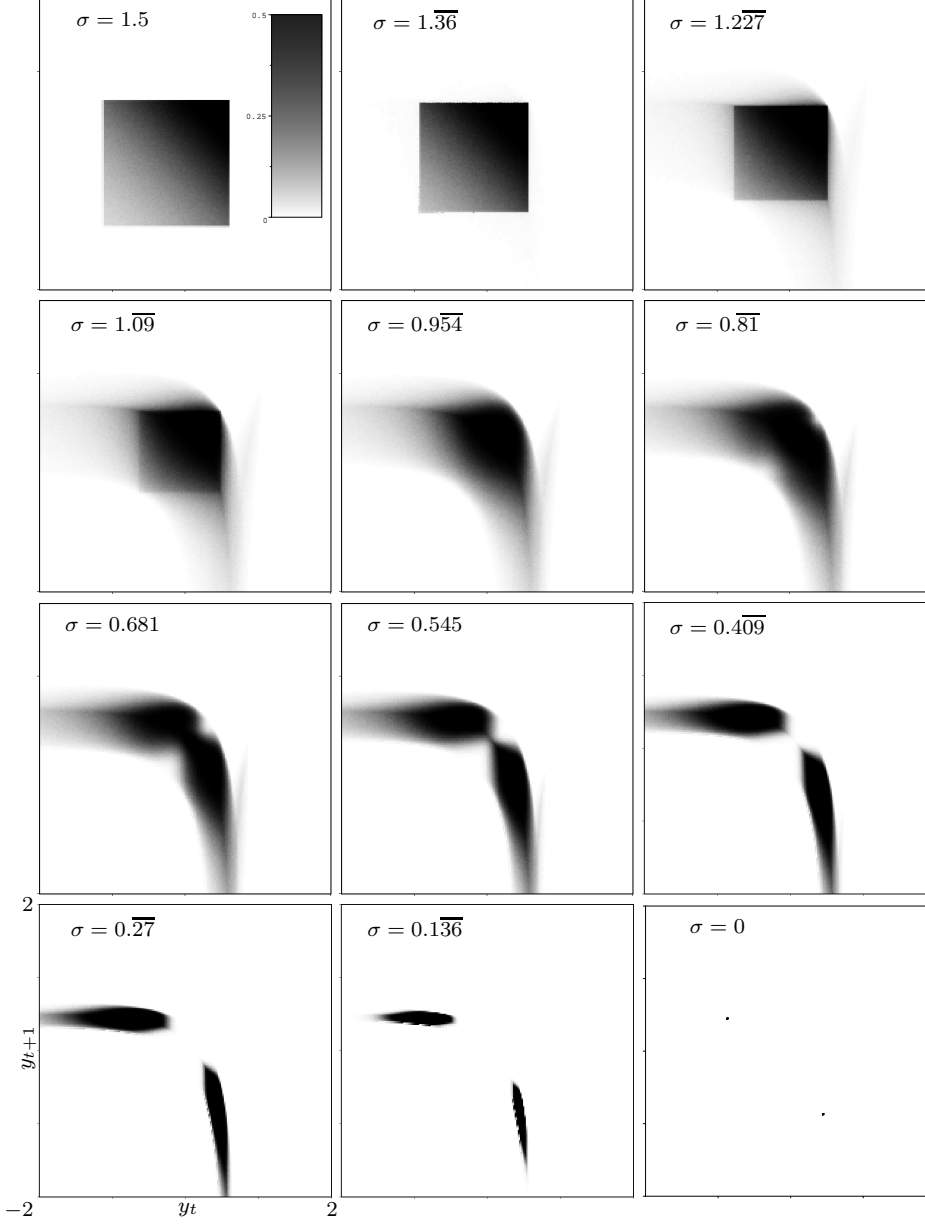 σ = 1.5
0.5
0.25
0
σ = 1.3̅6̅
σ = 1.22̅7̅
σ = 1.0̅9̅
σ = 0.95̅4̅
σ = 0.8̅1̅
σ = 0.681
σ = 0.545
σ = 0.40̅9̅
2
σ = 0.2̅7̅
σ = 0.13̅6̅
σ = 0
y_{t+1}
−2
y_t
2